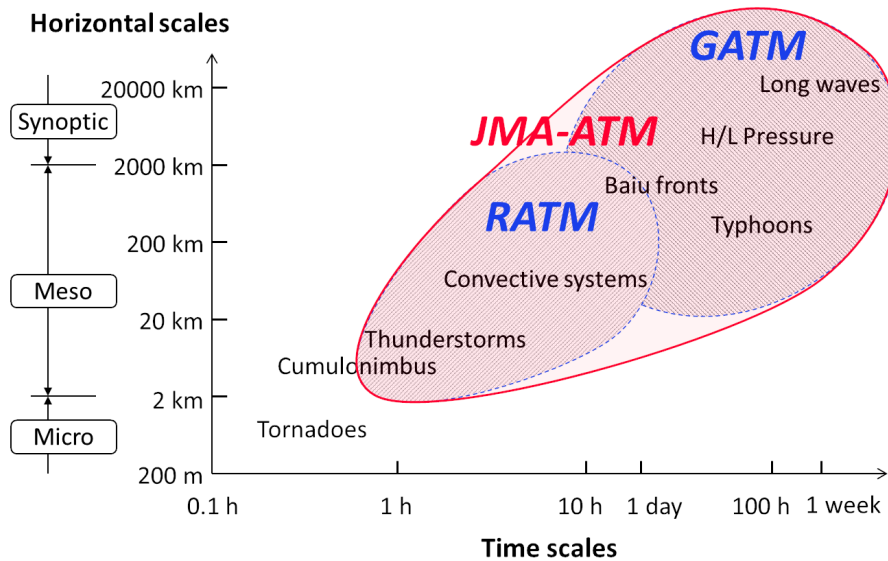 Horizontal scales
GATM
20000 km
Long waves
Synoptic
JMA-ATM
H/L Pressure
2000 km
Baiu fronts
RATM
Typhoons
200 km
Convective systems
Meso
20 km
Thunderstorms
Cumulonimbus
2 km
Tornadoes
Micro
200 m
0.1 h
1 h
10 h
1 day
100 h
1 week
Time scales